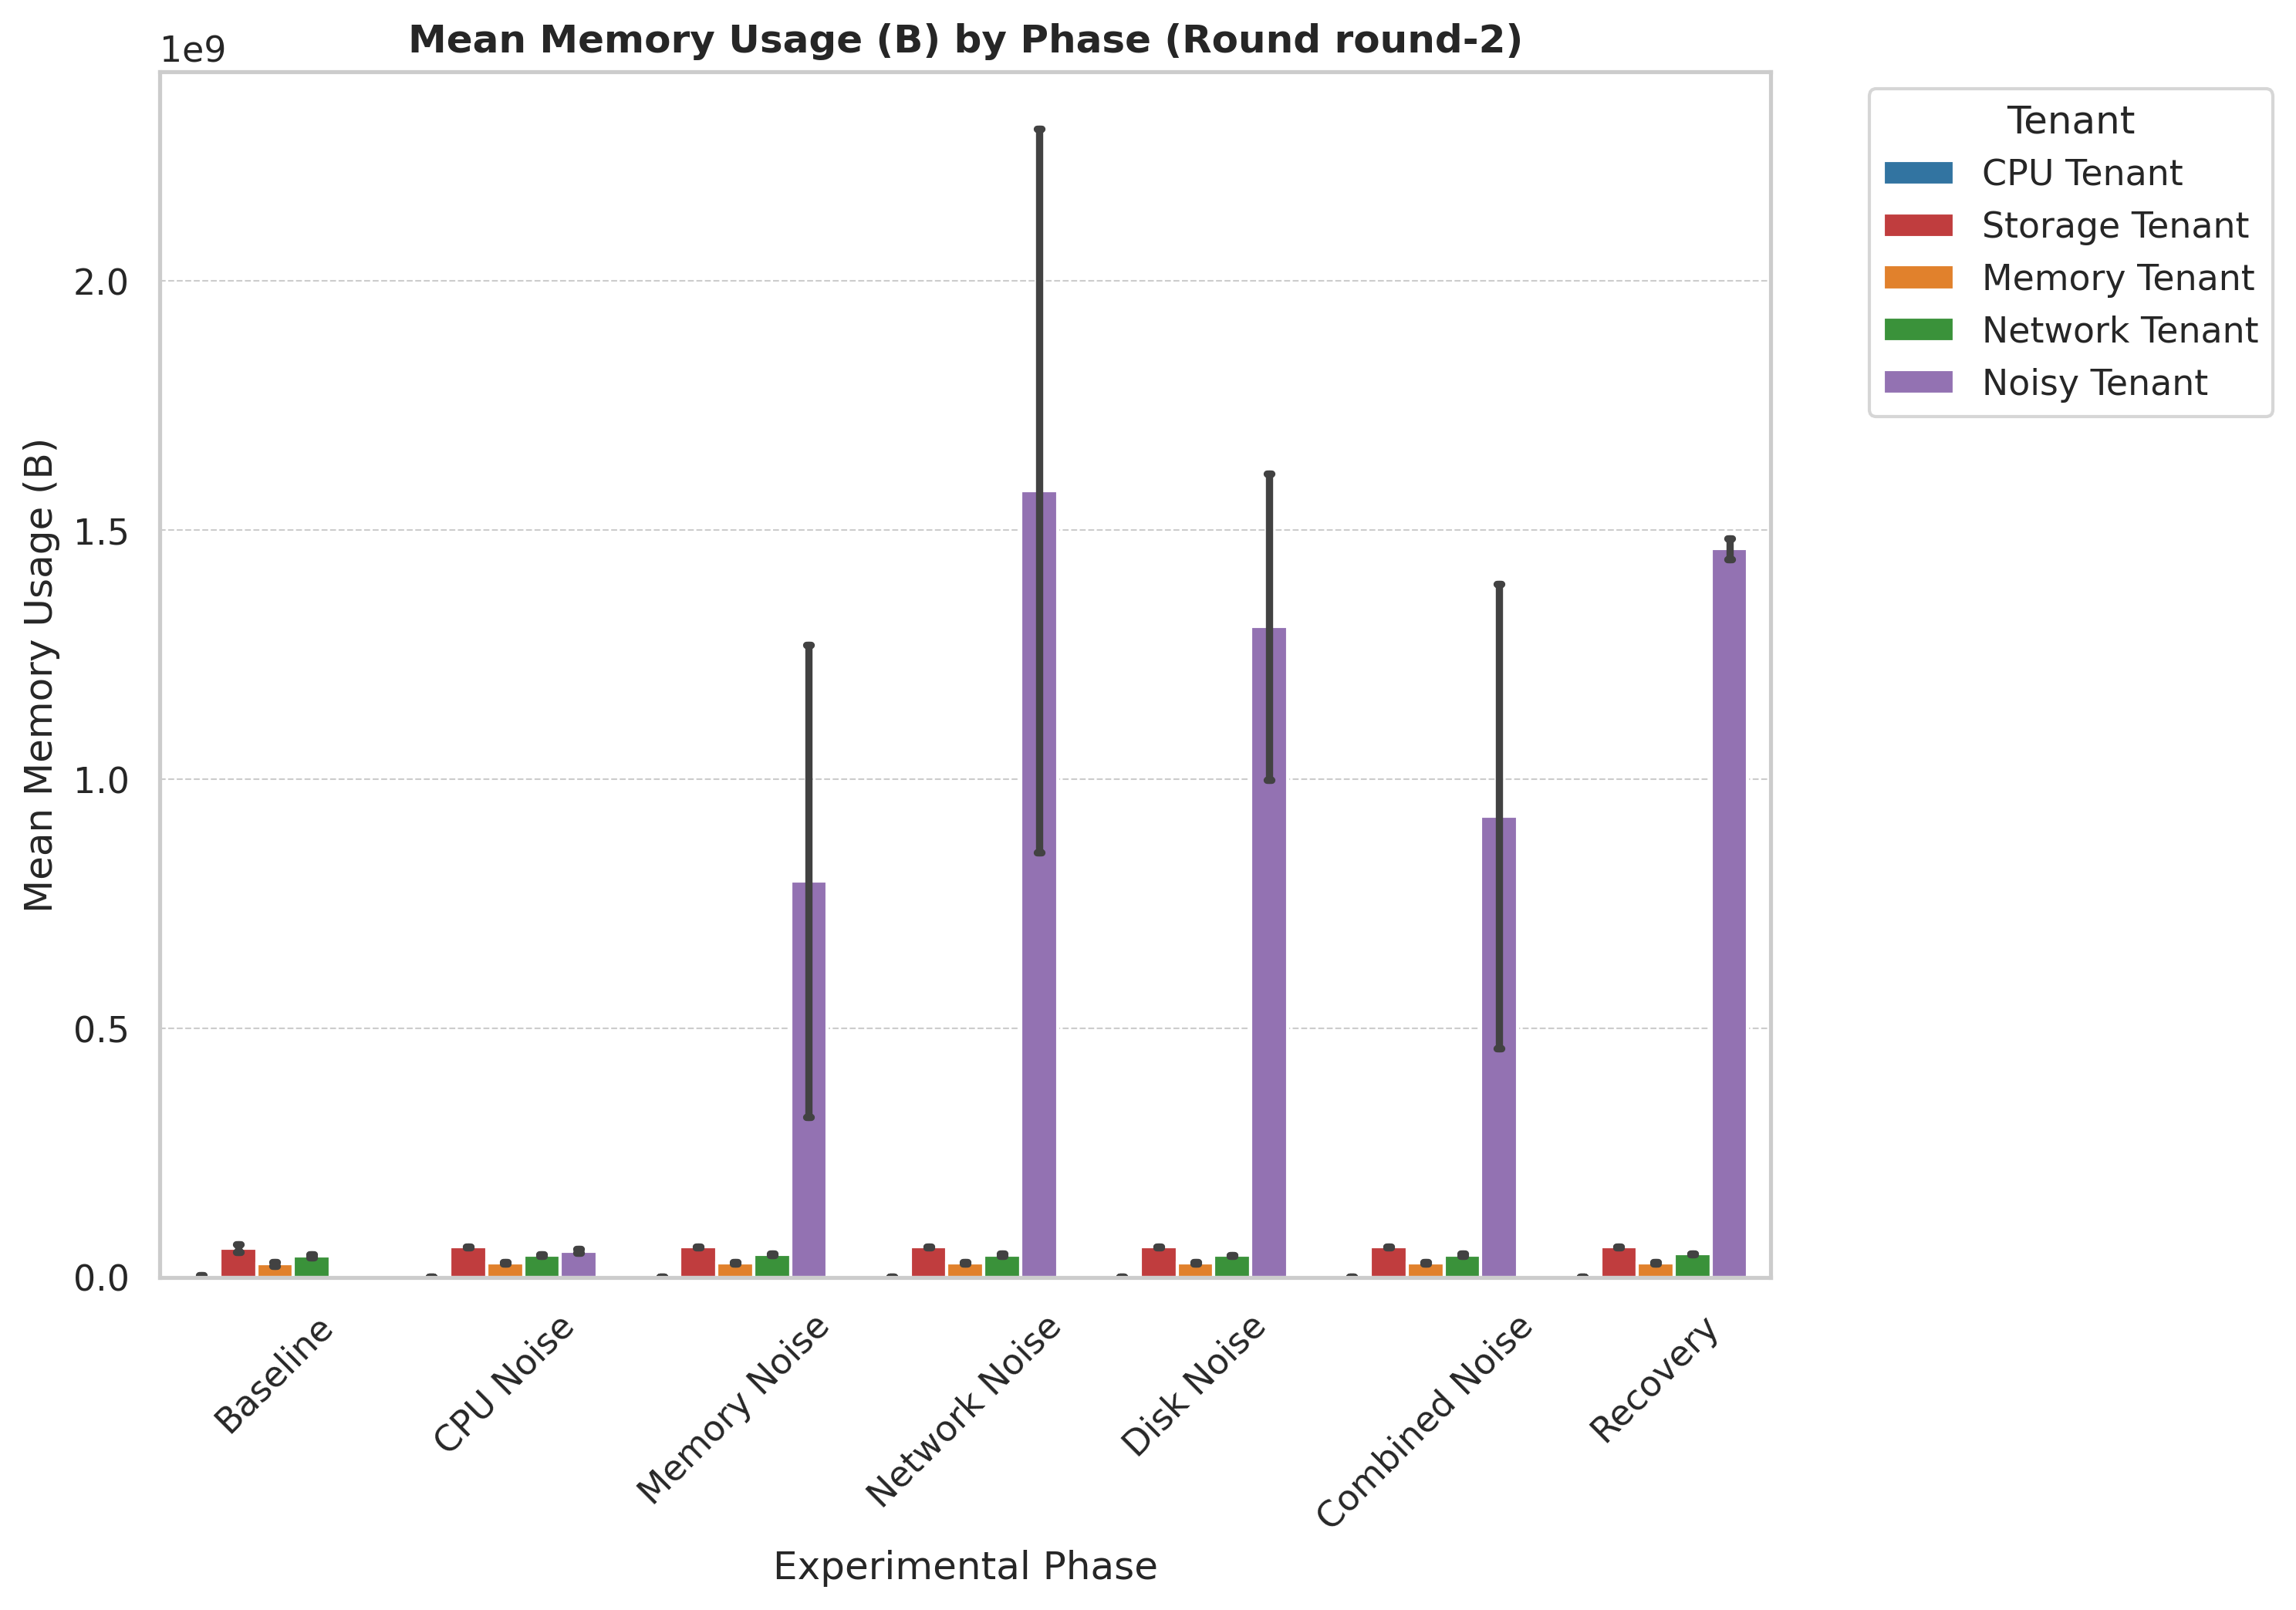 Mean Memory Usage (B) by Phase (Round round-2)
1e9
Mean Memory Usage (B)
2.0
1.5
1.0
0.5
0.0
Baseline
CPU Noise
Memory Noise
Network Noise
Disk Noise
Combined Noise
Recovery
Experimental Phase
Tenant
CPU Tenant
Storage Tenant
Memory Tenant
Network Tenant
Noisy Tenant